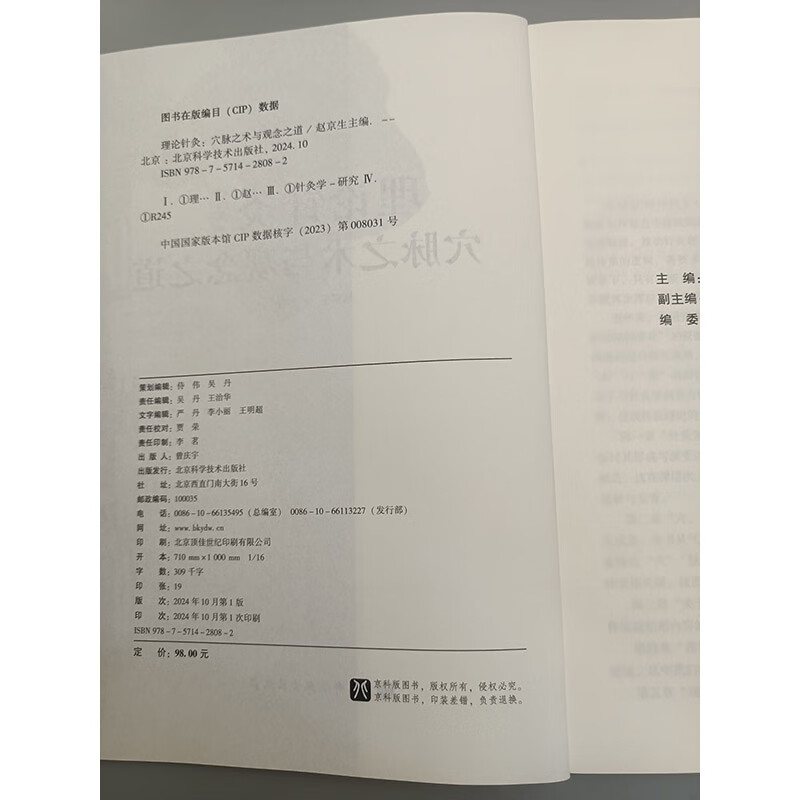 图书在版编目（CIP）数据
理论针灸：穴脉之术与观念之道 / 赵京生主编. --
北京：北京科学技术出版社，2024.10
ISBN 978-7-5714-2808-2
Ⅰ. ①理… Ⅱ. ①赵… Ⅲ. ①针灸学－研究 Ⅳ.
①R245
中国国家版本馆 CIP 数据核字（2023）第 008031 号
策划编辑：侍 伟 吴 丹
责任编辑：吴 丹 王治华
文字编辑：严 丹 李小丽 王明超
责任校对：贾 荣
责任印制：李 茗
出 版 人：曾庆宇
出版发行：北京科学技术出版社
社 址：北京西直门南大街 16 号
邮政编码：100035
电 话：0086-10-66135495（总编室） 0086-10-66113227（发行部）
网 址：www.bkydw.cn
印 刷：北京顶佳世纪印刷有限公司
开 本：710 mm×1 000 mm 1/16
字 数：309 千字
印 张：19
版 次：2024 年 10 月第 1 版
印 次：2024 年 10 月第 1 次印刷
ISBN 978-7-5714-2808-2
定 价：98.00 元
京科版图书，版权所有，侵权必究。
京科版图书，印装差错，负责退换。
主 编：
副主编
编 委